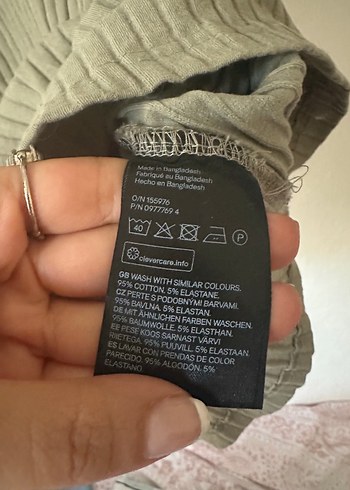 Made in Bangladesh
Fabriqué au Bangladesh
Hecho en Bangladesh
O/N 155976
P/N 0977769 4
40 P
clevercare.info
GB WASH WITH SIMILAR COLOURS.
95% COTTON, 5% ELASTANE.
CZ PERTE S PODOBNÝMI BARVAMI.
95% BAVLNA, 5% ELASTAN.
DE MIT ÄHNLICHEN FARBEN WASCHEN.
95% BAUMWOLLE, 5% ELASTHAN.
EE PESE KOOS SARNAST VÄRVI
RIIETEGA. 95% PUUVILL, 5% ELASTAAN.
ES LAVAR CON PRENDAS DE COLOR
PARECIDO. 95% ALGODÓN, 5%
ELASTANO.